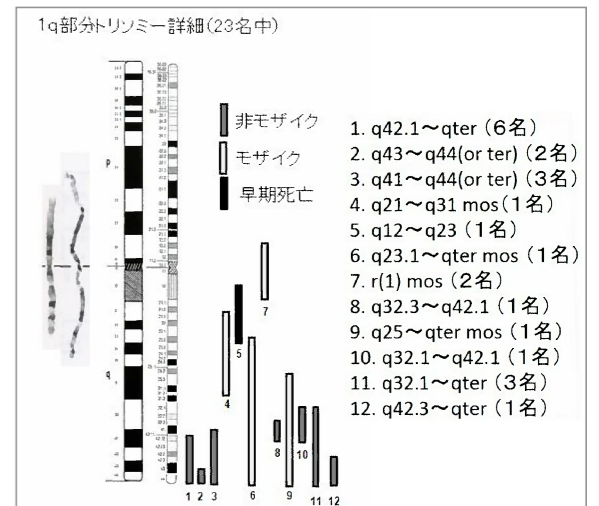 1q部分トリソミー詳細(23名中)
非モザイク
モザイク
早期死亡
1. q42.1～qter (6名)
2. q43～q44(or ter) (2名)
3. q41～q44(or ter) (3名)
4. q21～q31 mos(1名)
5. q12～q23 (1名)
6. q23.1～qter mos (1名)
7. r(1) mos (2名)
8. q32.3～q42.1 (1名)
9. q25～qter mos (1名)
10. q32.1～q42.1 (1名)
11. q32.1～qter (3名)
12. q42.3～qter (1名)
p
q
7
5
4
8
10
1 2 3 6 9 11 12